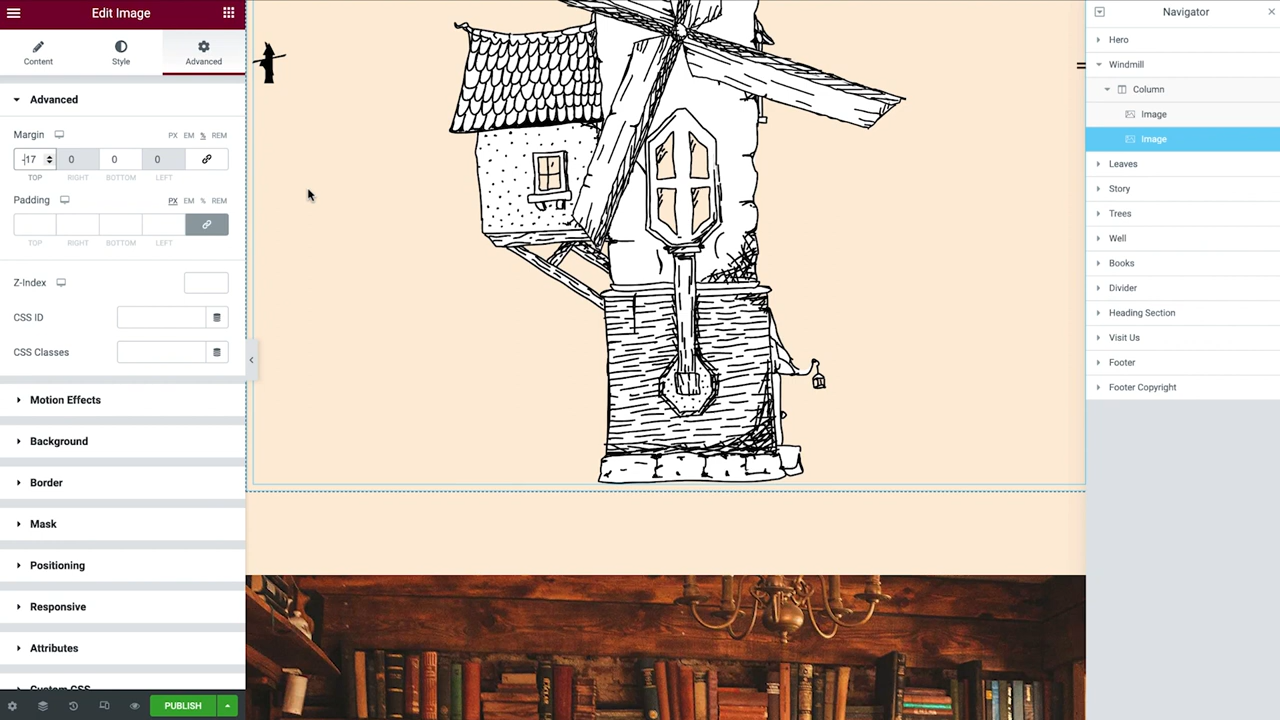 Edit Image
Content
Style
Advanced
Advanced
Margin
PX EM % REM
-17 0 0 0
TOP RIGHT BOTTOM LEFT
Padding
PX EM % REM
TOP RIGHT BOTTOM LEFT
Z-Index
CSS ID
CSS Classes
Motion Effects
Background
Border
Mask
Positioning
Responsive
Attributes
Custom CSS
PUBLISH
Navigator
Hero
Windmill
Column
Image
Image
Leaves
Story
Trees
Well
Books
Divider
Heading Section
Visit Us
Footer
Footer Copyright